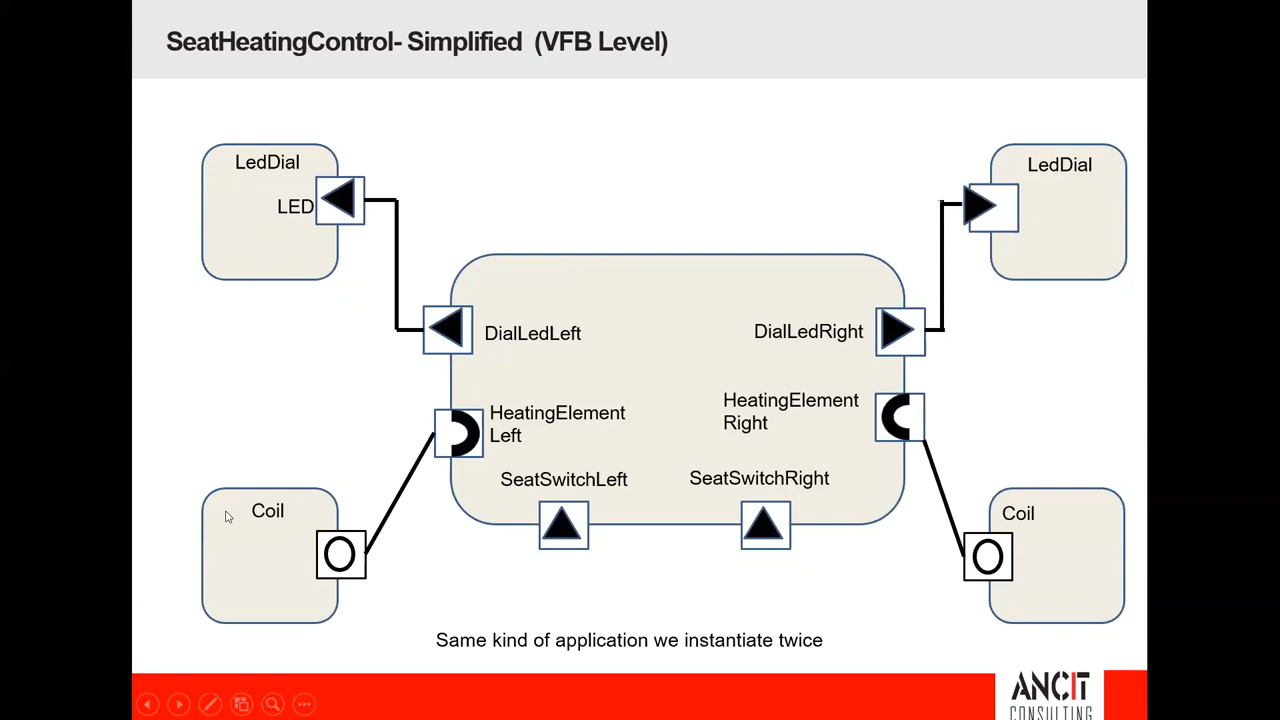 SeatHeatingControl- Simplified (VFB Level)
LedDial
LED
LedDial
DialLedLeft
DialLedRight
HeatingElement
Left
HeatingElement
Right
SeatSwitchLeft
SeatSwitchRight
Coil
Coil
Same kind of application we instantiate twice
ANCIT
CONSULTING